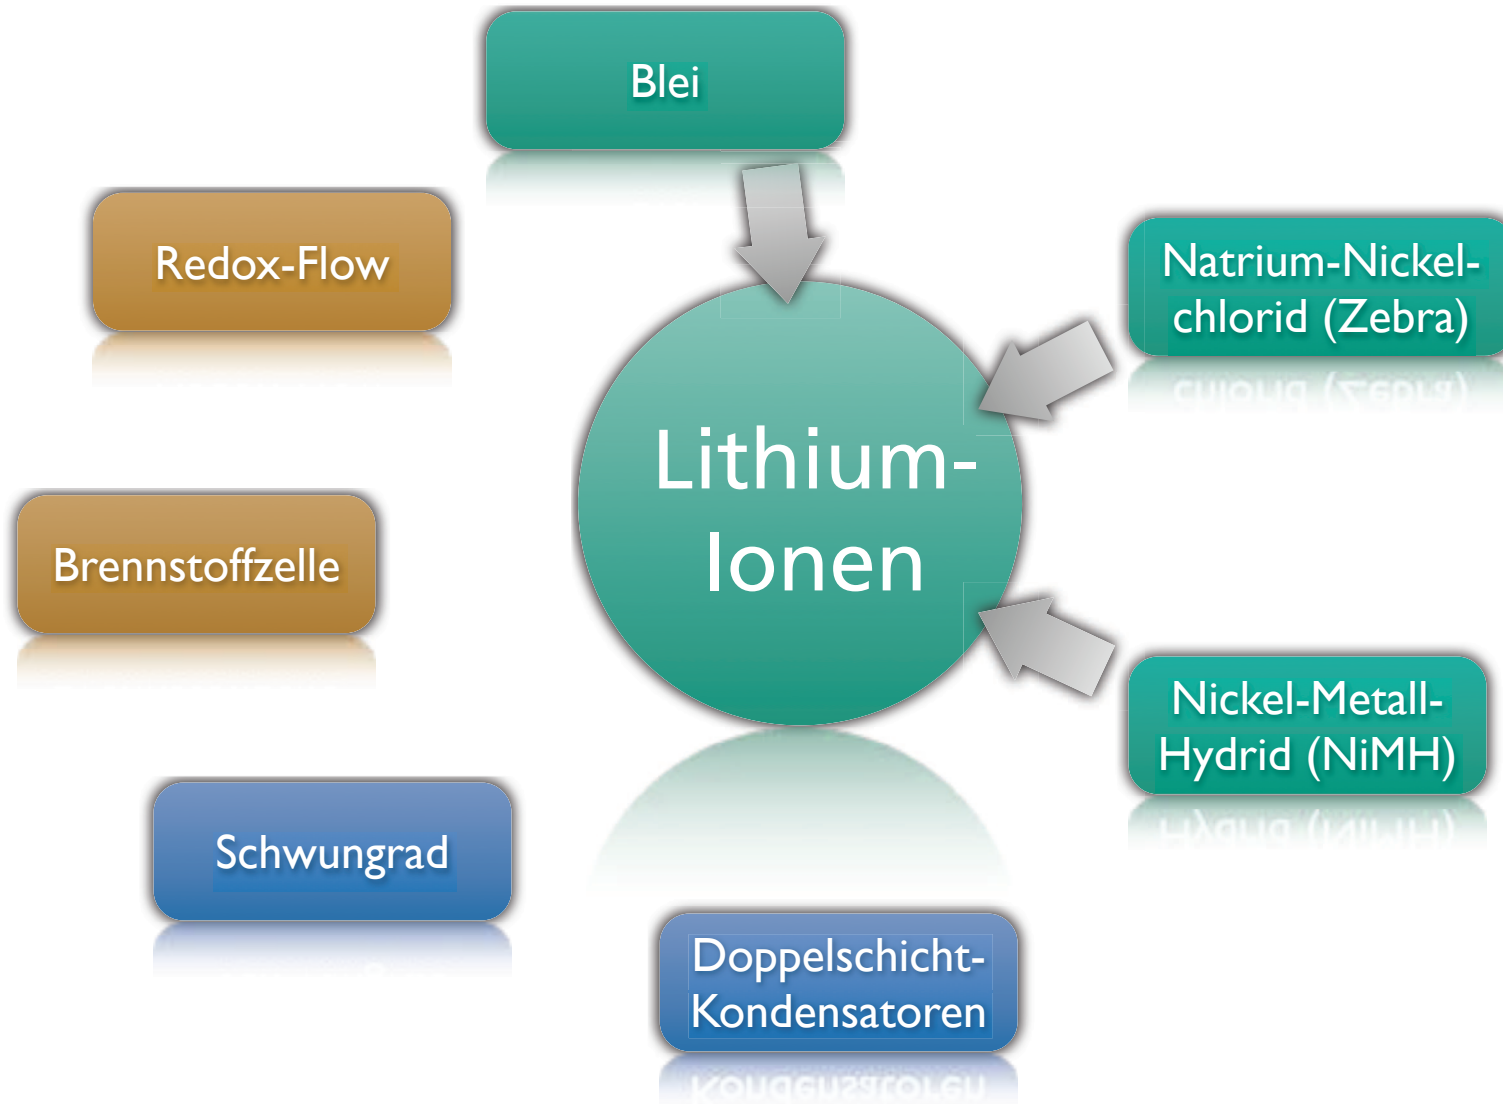 Blei
Redox-Flow
Natrium-Nickel-
chlorid (Zebra)
Lithium-
Ionen
Brennstoffzelle
Nickel-Metall-
Hydrid (NiMH)
Schwungrad
Doppelschicht-
Kondensatoren